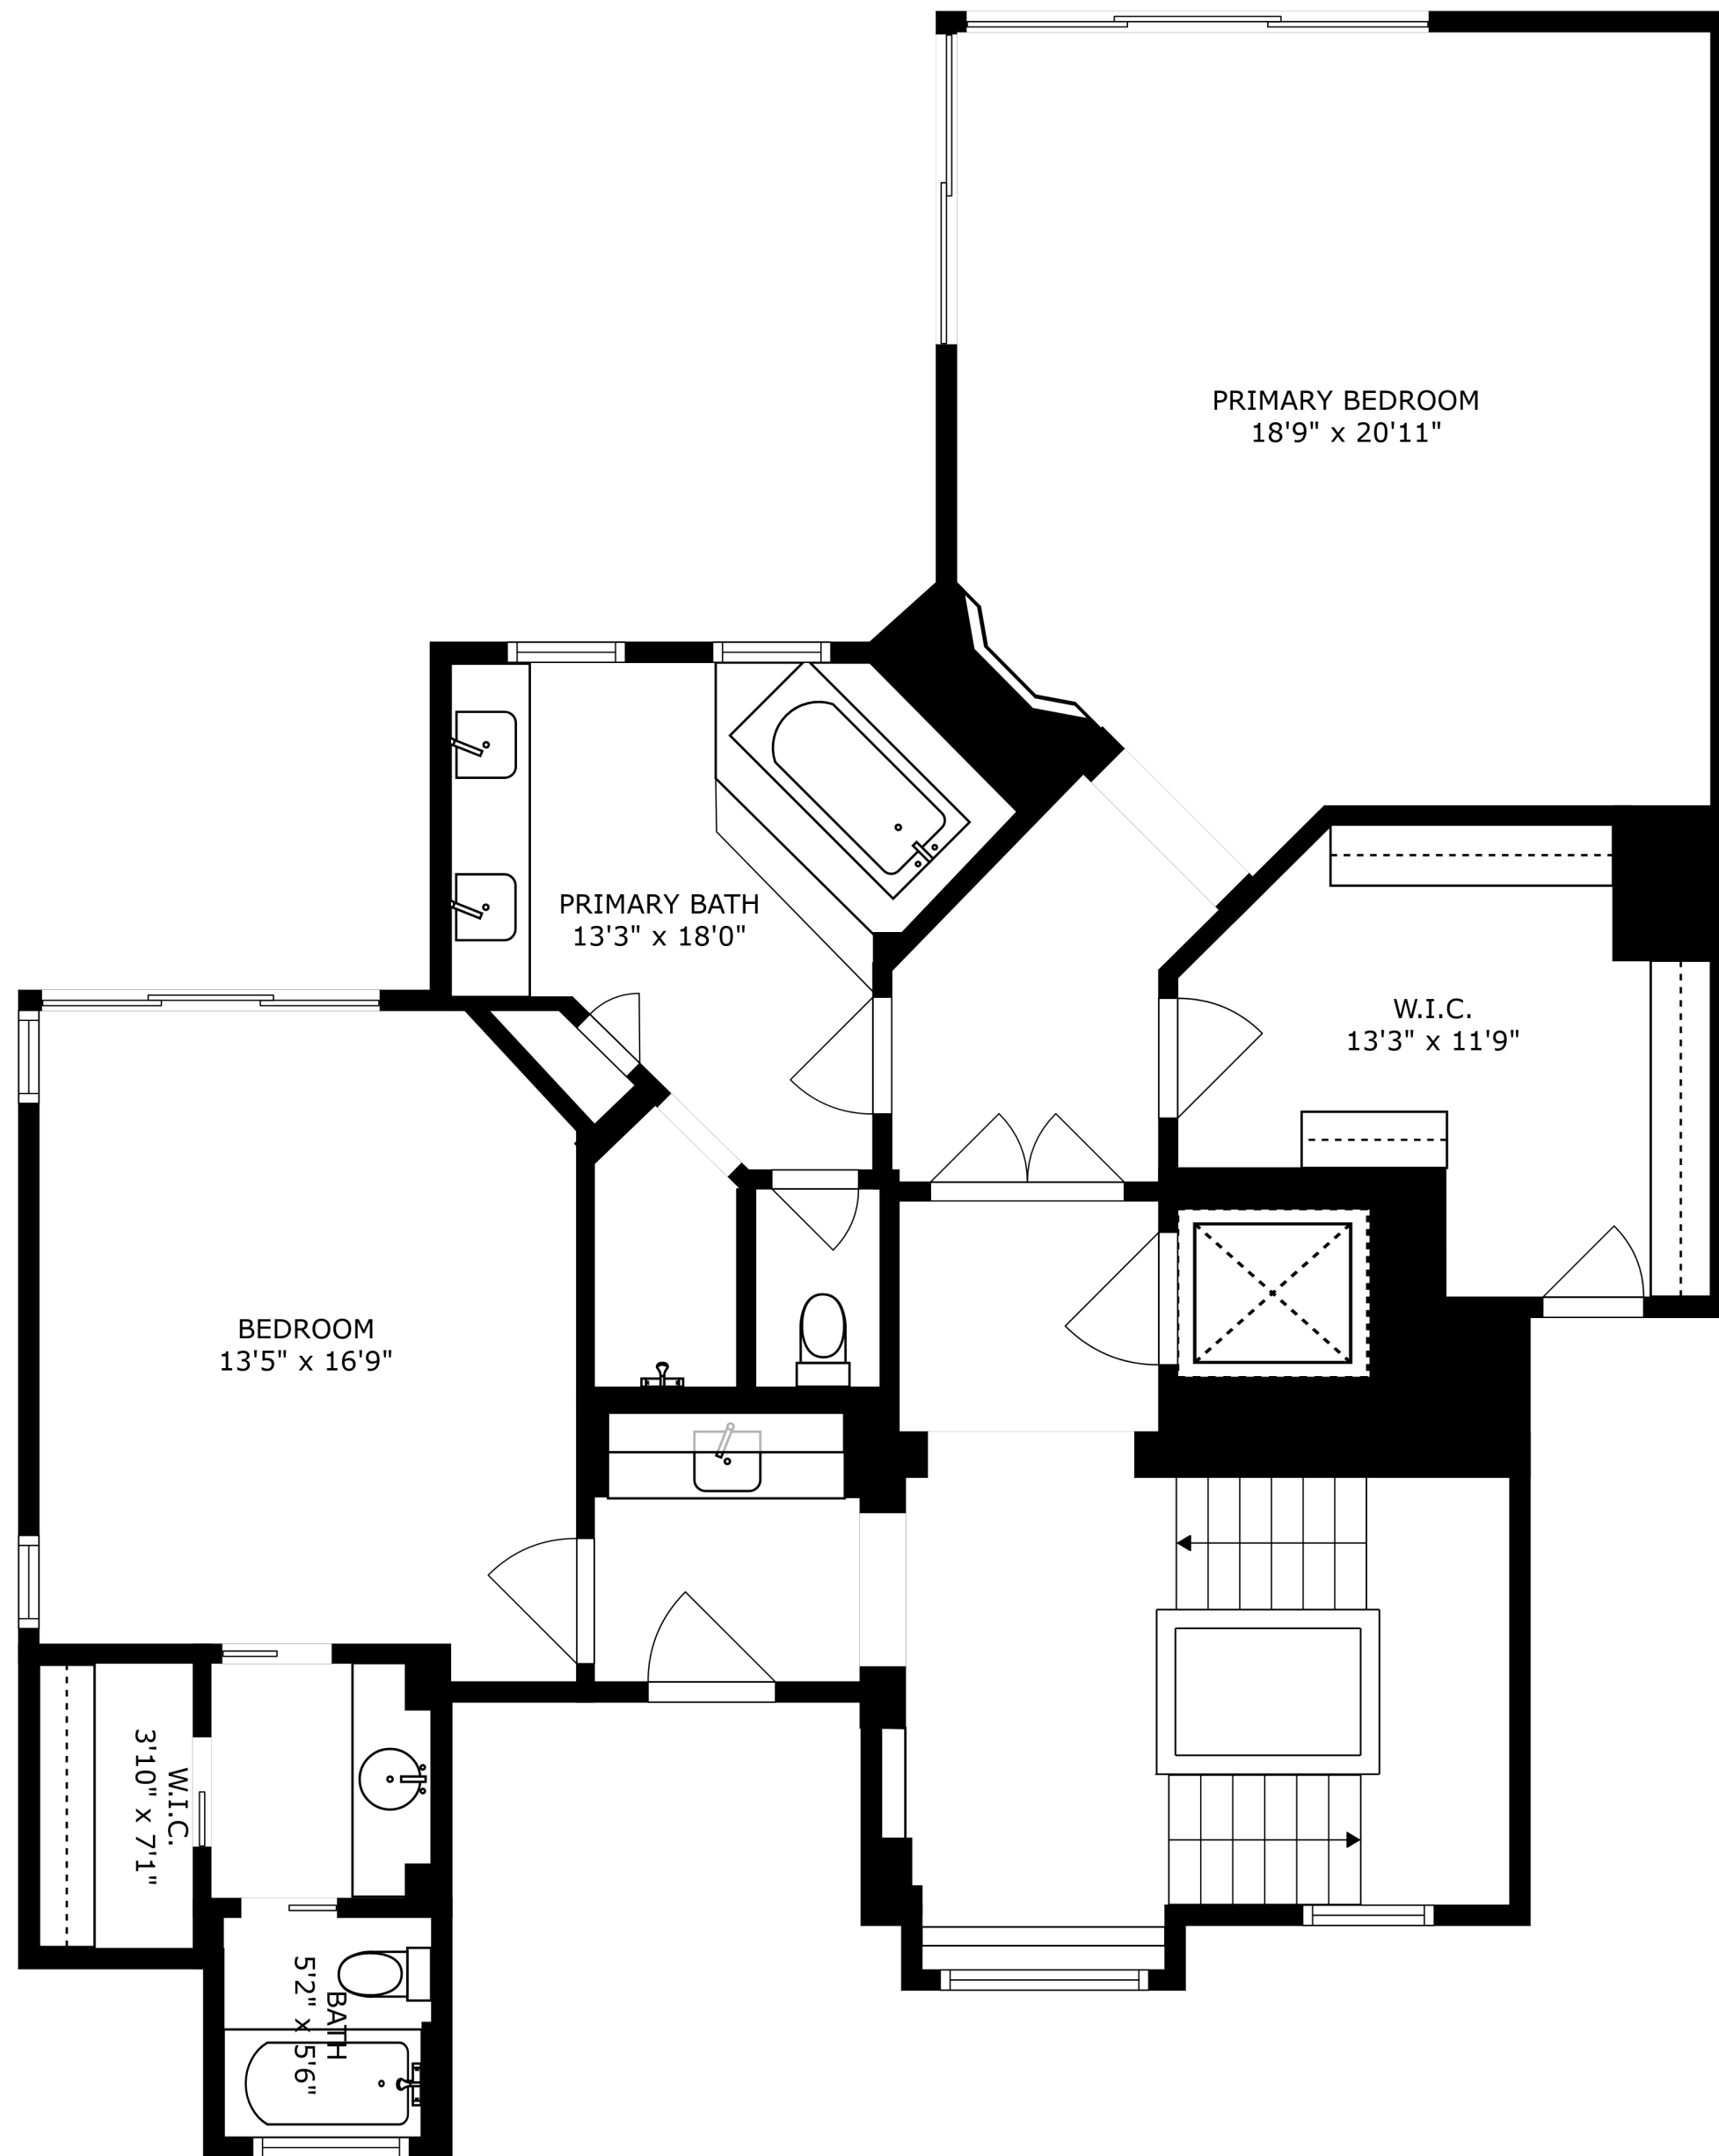 PRIMARY BEDROOM
18'9" x 20'11"
PRIMARY BATH
13'3" x 18'0"
W.I.C.
13'3" x 11'9"
BEDROOM
13'5" x 16'9"
W.I.C.
3'10" x 7'1"
BATH
5'2" x 5'6"